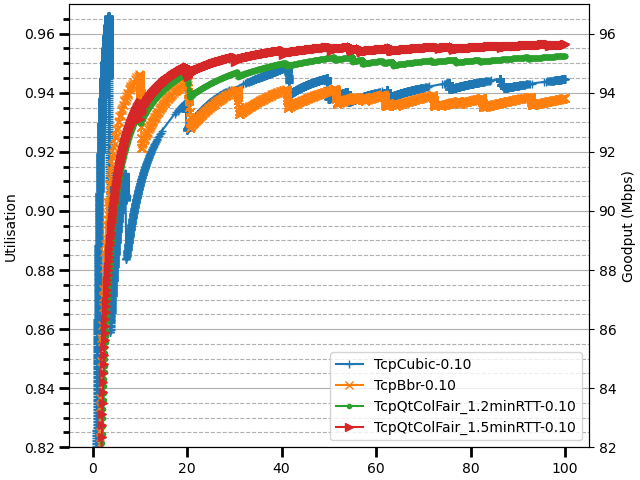 0.96
0.94
0.92
0.90
0.88
0.86
0.84
0.82
Utilisation
96
94
92
90
88
86
84
82
Goodput (Mbps)
TcpCubic-0.10
TcpBbr-0.10
TcpQtColFair_1.2minRTT-0.10
TcpQtColFair_1.5minRTT-0.10
0 20 40 60 80 100